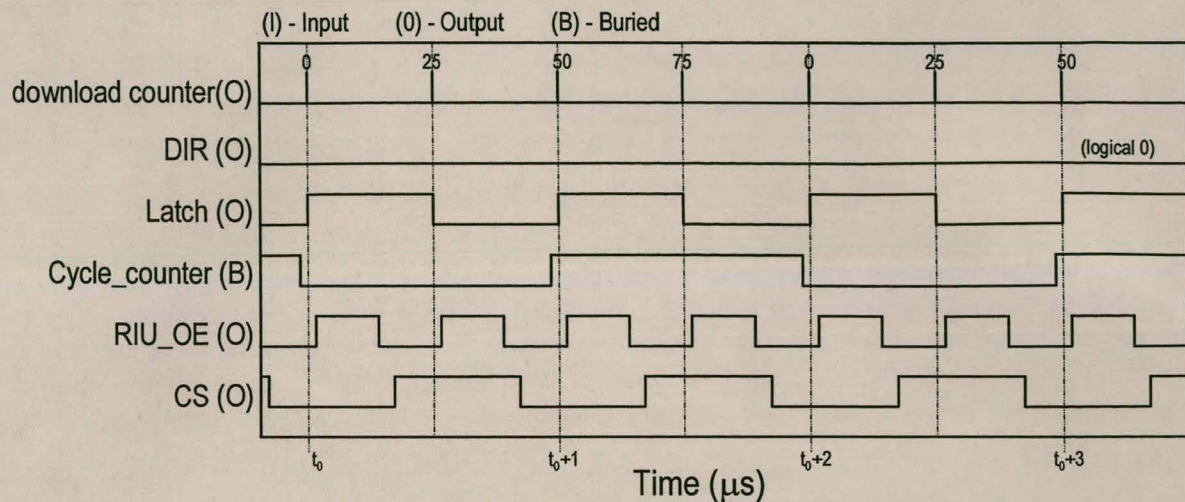 (I) - Input (0) - Output (B) - Buried
0 25 50 75 0 25 50
download counter(O)
DIR (O) (logical 0)
Latch (O)
Cycle_counter (B)
RIU_OE (O)
CS (O)
t₀ t₀+1 t₀+2 t₀+3
Time (μs)